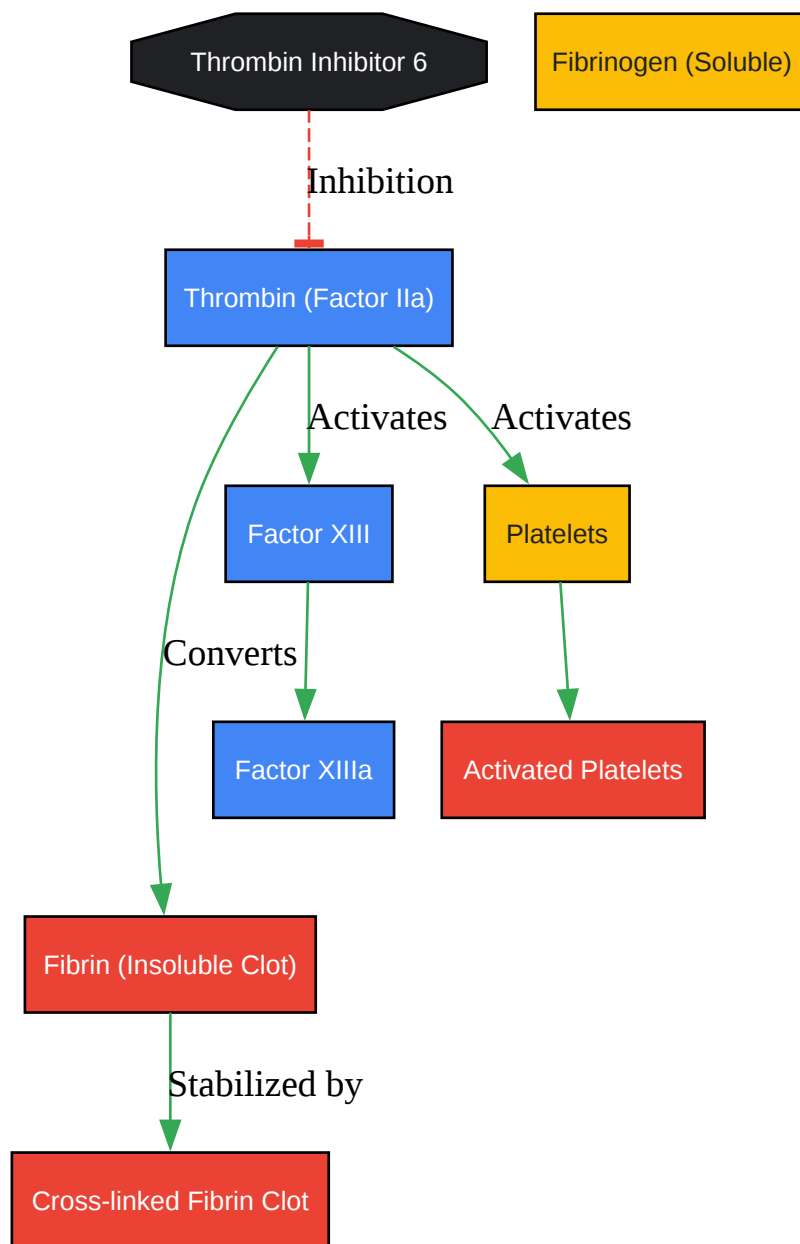 Thrombin Inhibitor 6
Fibrinogen (Soluble)
Inhibition
Thrombin (Factor IIa)
Activates
Activates
Factor XIII
Platelets
Converts
Factor XIIIa
Activated Platelets
Fibrin (Insoluble Clot)
Stabilized by
Cross-linked Fibrin Clot